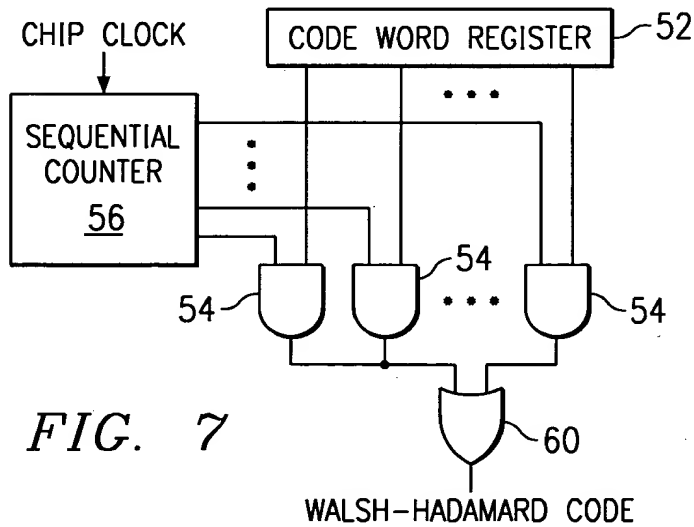 CHIP CLOCK
CODE WORD REGISTER
52
SEQUENTIAL
COUNTER
56
54
54
54
60
FIG. 7
WALSH-HADAMARD CODE